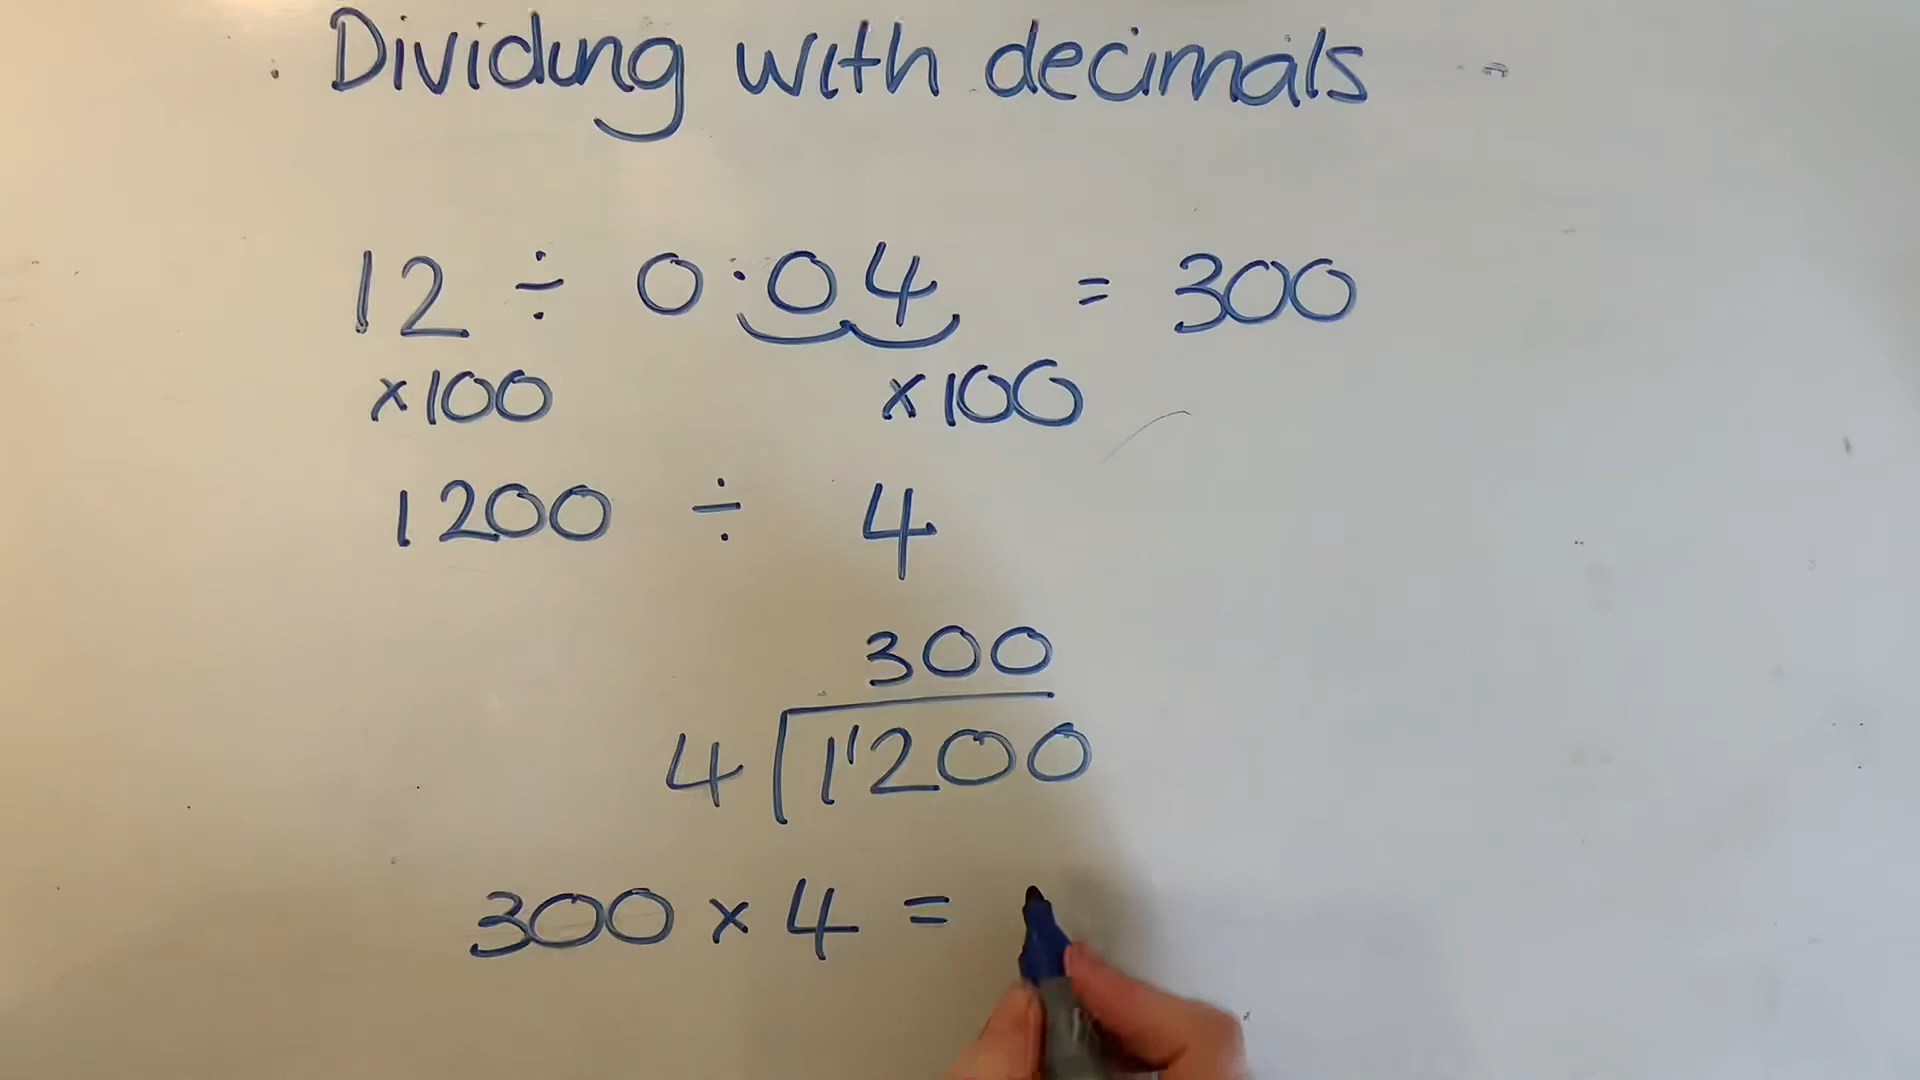 Dividing with decimals
12 ÷ 0.04 = 300
×100 ×100
1200 ÷ 4
300
4 1'200
300 × 4 =